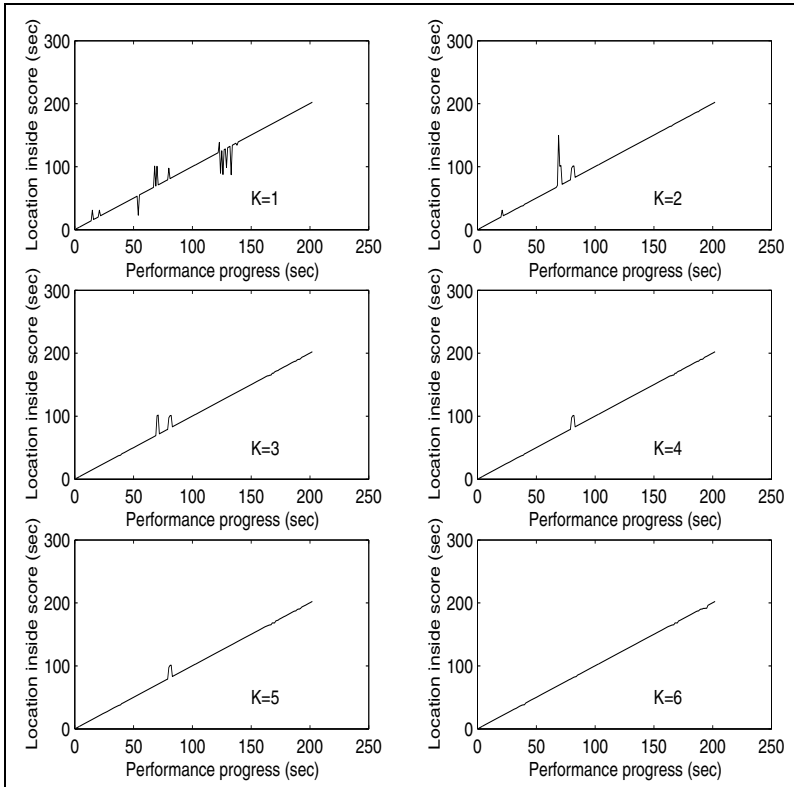 Location inside score (sec)
300
200
100
0
K=1
0 50 100 150 200 250
Performance progress (sec)
Location inside score (sec)
300
200
100
0
K=2
0 50 100 150 200 250
Performance progress (sec)
Location inside score (sec)
300
200
100
0
K=3
0 50 100 150 200 250
Performance progress (sec)
Location inside score (sec)
300
200
100
0
K=4
0 50 100 150 200 250
Performance progress (sec)
Location inside score (sec)
300
200
100
0
K=5
0 50 100 150 200 250
Performance progress (sec)
Location inside score (sec)
300
200
100
0
K=6
0 50 100 150 200 250
Performance progress (sec)